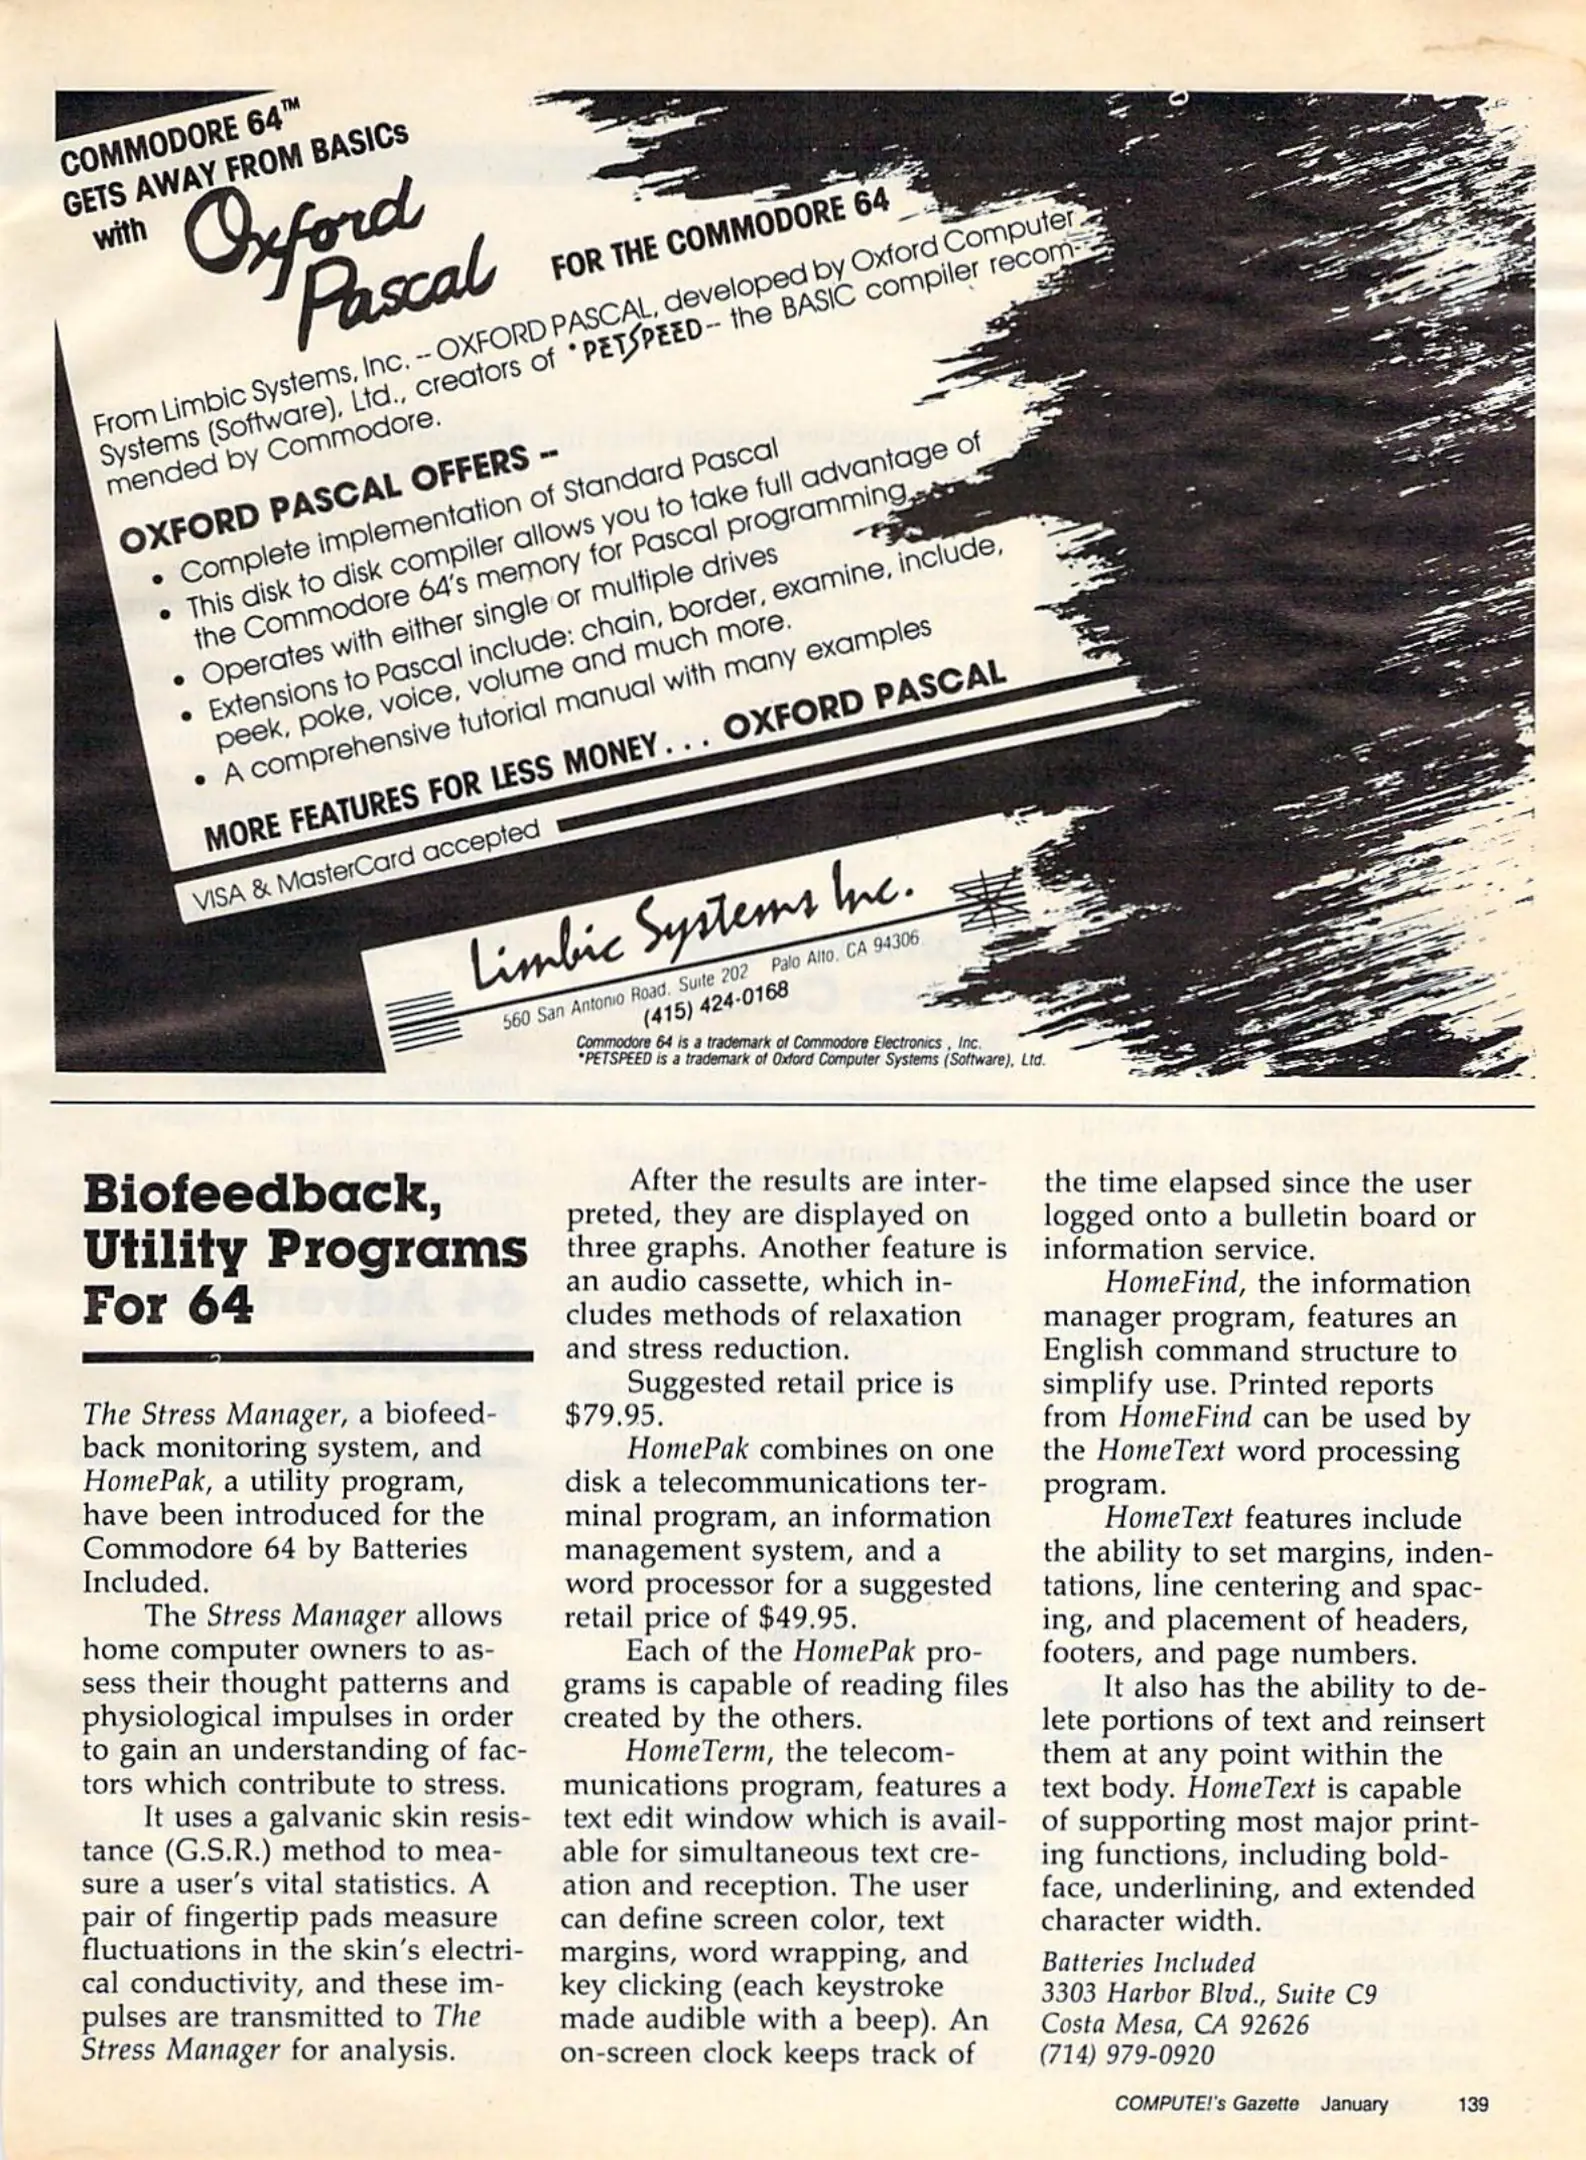 COMMODORE 64™
GETS AWAY FROM BASICs
with
Oxford
Pascal
FOR THE COMMODORE 64
From Limbic Systems, Inc. -- OXFORD PASCAL, developed by Oxford Computer
Systems (Software), Ltd., creators of *PETSPEED -- the BASIC compiler recom-
mended by Commodore.
OXFORD PASCAL OFFERS --
• Complete implementation of Standard Pascal
• This disk to disk compiler allows you to take full advantage of
the Commodore 64's memory for Pascal programming
• Operates with either single or multiple drives
• Extensions to Pascal include: chain, border, examine, include,
peek, poke, voice, volume and much more.
• A comprehensive tutorial manual with many examples
MORE FEATURES FOR LESS MONEY . . . OXFORD PASCAL
VISA & MasterCard accepted
Limbic Systems Inc.
560 San Antonio Road. Suite 202 Palo Alto. CA 94306
(415) 424-0168
Commodore 64 is a trademark of Commodore Electronics , Inc.
*PETSPEED is a trademark of Oxford Computer Systems (Software), Ltd.
Biofeedback,
Utility Programs
For 64
The Stress Manager, a biofeed-
back monitoring system, and
HomePak, a utility program,
have been introduced for the
Commodore 64 by Batteries
Included.
The Stress Manager allows
home computer owners to as-
sess their thought patterns and
physiological impulses in order
to gain an understanding of fac-
tors which contribute to stress.
It uses a galvanic skin resis-
tance (G.S.R.) method to mea-
sure a user's vital statistics. A
pair of fingertip pads measure
fluctuations in the skin's electri-
cal conductivity, and these im-
pulses are transmitted to The
Stress Manager for analysis.
After the results are inter-
preted, they are displayed on
three graphs. Another feature is
an audio cassette, which in-
cludes methods of relaxation
and stress reduction.
Suggested retail price is
$79.95.
HomePak combines on one
disk a telecommunications ter-
minal program, an information
management system, and a
word processor for a suggested
retail price of $49.95.
Each of the HomePak pro-
grams is capable of reading files
created by the others.
HomeTerm, the telecom-
munications program, features a
text edit window which is avail-
able for simultaneous text cre-
ation and reception. The user
can define screen color, text
margins, word wrapping, and
key clicking (each keystroke
made audible with a beep). An
on-screen clock keeps track of
the time elapsed since the user
logged onto a bulletin board or
information service.
HomeFind, the information
manager program, features an
English command structure to
simplify use. Printed reports
from HomeFind can be used by
the HomeText word processing
program.
HomeText features include
the ability to set margins, inden-
tations, line centering and spac-
ing, and placement of headers,
footers, and page numbers.
It also has the ability to de-
lete portions of text and reinsert
them at any point within the
text body. HomeText is capable
of supporting most major print-
ing functions, including bold-
face, underlining, and extended
character width.
Batteries Included
3303 Harbor Blvd., Suite C9
Costa Mesa, CA 92626
(714) 979-0920
COMPUTE!'s Gazette January 139